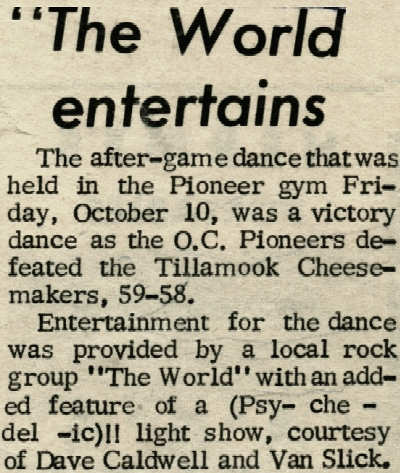 "The World
entertains
The after-game dance that was
held in the Pioneer gym Fri-
day, October 10, was a victory
dance as the O.C. Pioneers de-
feated the Tillamook Cheese-
makers, 59-58.
Entertainment for the dance
was provided by a local rock
group "The World" with an add-
ed feature of a (Psy- che -
del -ic)!! light show, courtesy
of Dave Caldwell and Van Slick.